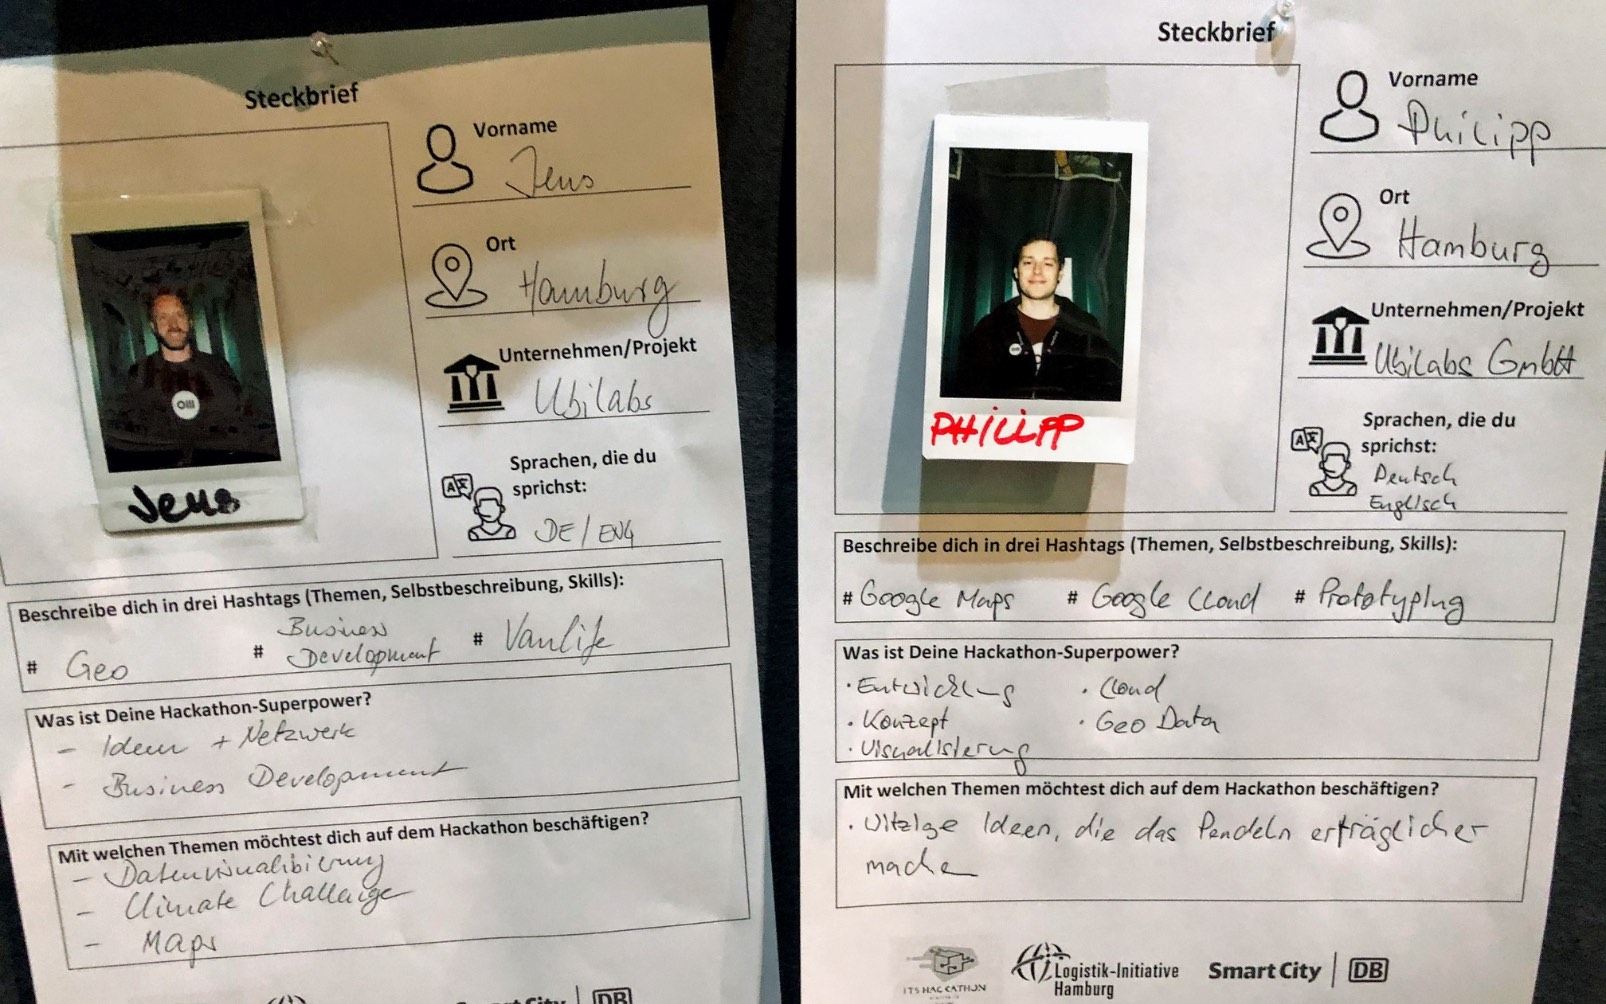 Steckbrief
Vorname
Jens
Ort
Hamburg
Unternehmen/Projekt
Ubilabs
Sprachen, die du
sprichst:
DE / ENG
Jens
Beschreibe dich in drei Hashtags (Themen, Selbstbeschreibung, Skills):
# Geo # Business Development # Vanlife
Was ist Deine Hackathon-Superpower?
– Ideen + Netzwerk
– Business Development
Mit welchen Themen möchtest dich auf dem Hackathon beschäftigen?
– Datenvisualisierung
– Climate Challenge
– Maps
Smart City | DB
Steckbrief
Vorname
Philipp
Ort
Hamburg
Unternehmen/Projekt
Ubilabs GmbH
Sprachen, die du
sprichst:
Deutsch
Englisch
PHILIPP
Beschreibe dich in drei Hashtags (Themen, Selbstbeschreibung, Skills):
# Google Maps # Google Cloud # Prototyping
Was ist Deine Hackathon-Superpower?
· Entwicklung · Cloud
· Konzept · Geo Data
· Visualisierung
Mit welchen Themen möchtest dich auf dem Hackathon beschäftigen?
· Witzige Ideen, die das Pendeln erträglicher
machen
ITS HACKATHON
Logistik-Initiative
Hamburg
Smart City | DB